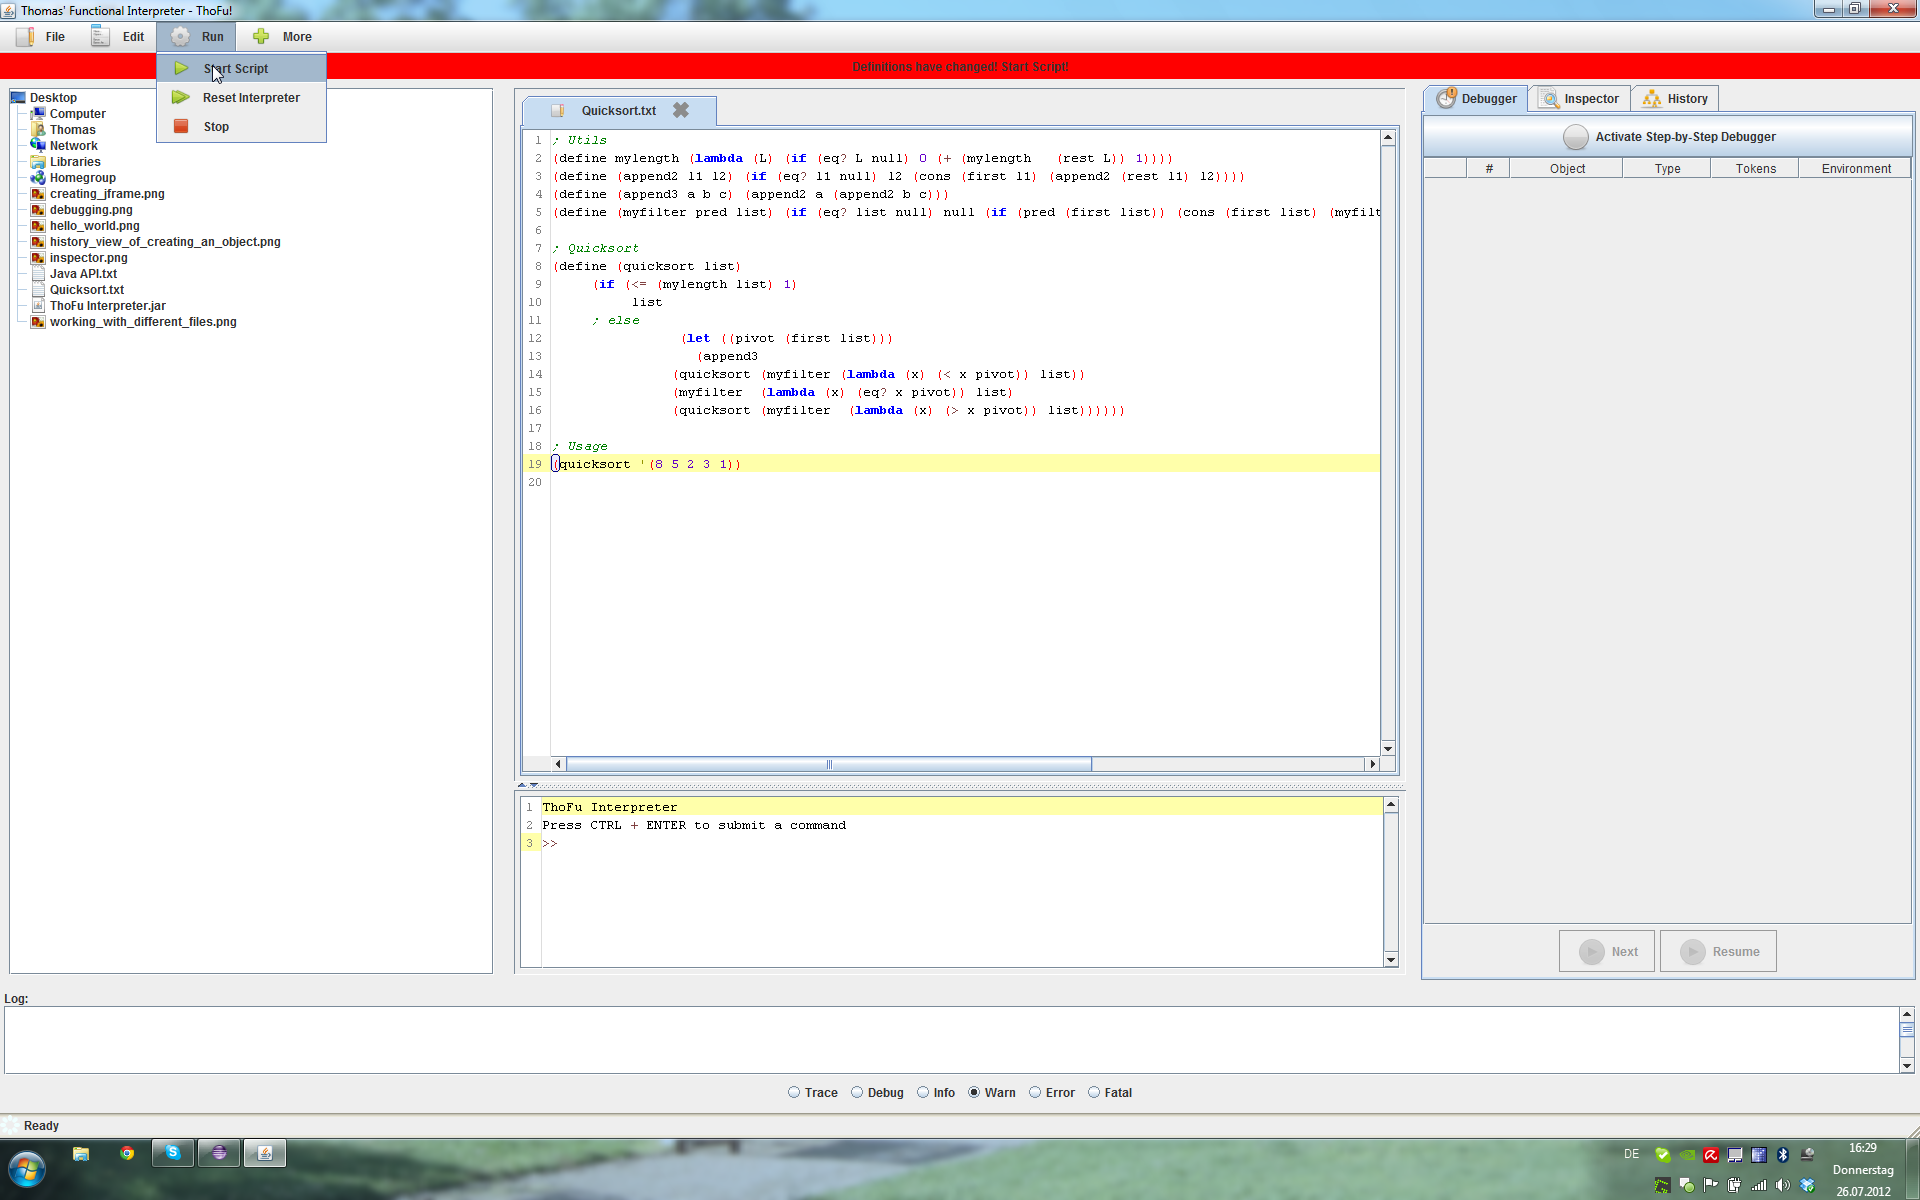 Thomas' Functional Interpreter - ThoFu!
File Edit Run More
Definitions have changed! Start Script!
Start Script
Reset Interpreter
Stop
Desktop
Computer
Thomas
Network
Libraries
Homegroup
creating_jframe.png
debugging.png
hello_world.png
history_view_of_creating_an_object.png
inspector.png
Java API.txt
Quicksort.txt
ThoFu Interpreter.jar
working_with_different_files.png
Quicksort.txt
1 ; Utils
2 (define mylength (lambda (L) (if (eq? L null) 0 (+ (mylength (rest L)) 1))))
3 (define (append2 l1 l2) (if (eq? l1 null) l2 (cons (first l1) (append2 (rest l1) l2))))
4 (define (append3 a b c) (append2 a (append2 b c)))
5 (define (myfilter pred list) (if (eq? list null) null (if (pred (first list)) (cons (first list) (myfilt
6
7 ; Quicksort
8 (define (quicksort list)
9 (if (<= (mylength list) 1)
10 list
11 ; else
12 (let ((pivot (first list)))
13 (append3
14 (quicksort (myfilter (lambda (x) (< x pivot)) list))
15 (myfilter (lambda (x) (eq? x pivot)) list)
16 (quicksort (myfilter (lambda (x) (> x pivot)) list))))))
17
18 ; Usage
19 (quicksort '(8 5 2 3 1))
20
1 ThoFu Interpreter
2 Press CTRL + ENTER to submit a command
3 >>
Debugger Inspector History
Activate Step-by-Step Debugger
# Object Type Tokens Environment
Next Resume
Log:
Trace Debug Info Warn Error Fatal
Ready
DE
16:29
Donnerstag
26.07.2012